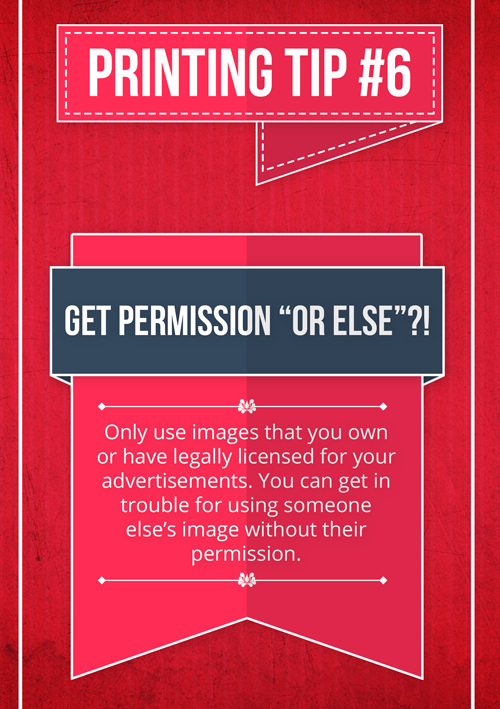 PRINTING TIP #6
GET PERMISSION “OR ELSE”?!
Only use images that you own
or have legally licensed for your
advertisements. You can get in
trouble for using someone
else’s image without their
permission.